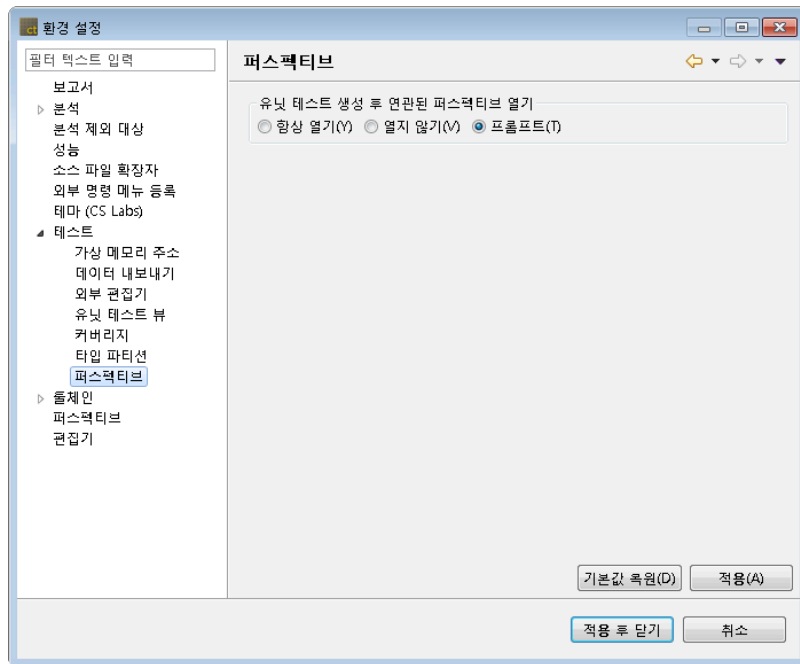 ct 환경 설정
필터 텍스트 입력
보고서
분석
분석 제외 대상
성능
소스 파일 확장자
외부 명령 메뉴 등록
테마 (CS Labs)
테스트
가상 메모리 주소
데이터 내보내기
외부 편집기
유닛 테스트 뷰
커버리지
타입 파티션
퍼스펙티브
툴체인
퍼스펙티브
편집기
퍼스펙티브
유닛 테스트 생성 후 연관된 퍼스펙티브 열기
항상 열기(Y) 열지 않기(V) 프롬프트(T)
기본값 복원(D) 적용(A)
적용 후 닫기 취소